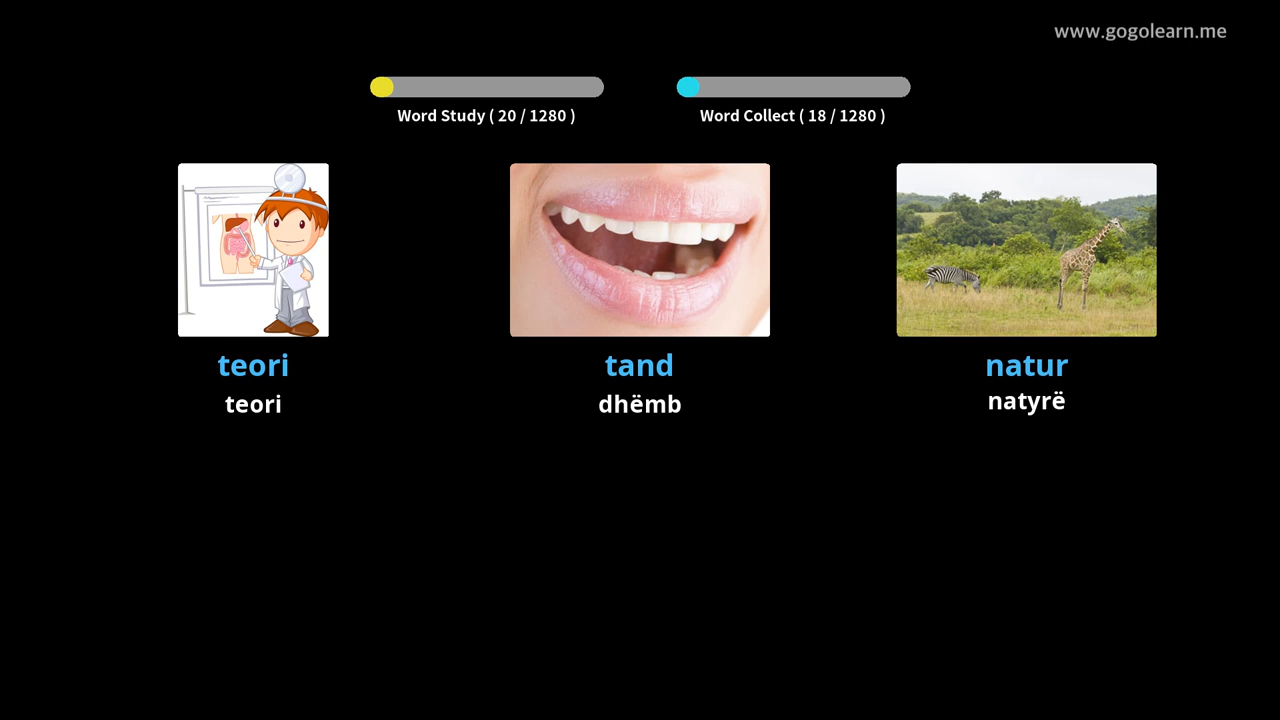 www.gogolearn.me
Word Study ( 20 / 1280 )
Word Collect ( 18 / 1280 )
teori
tand
natur
teori
dhëmb
natyrë